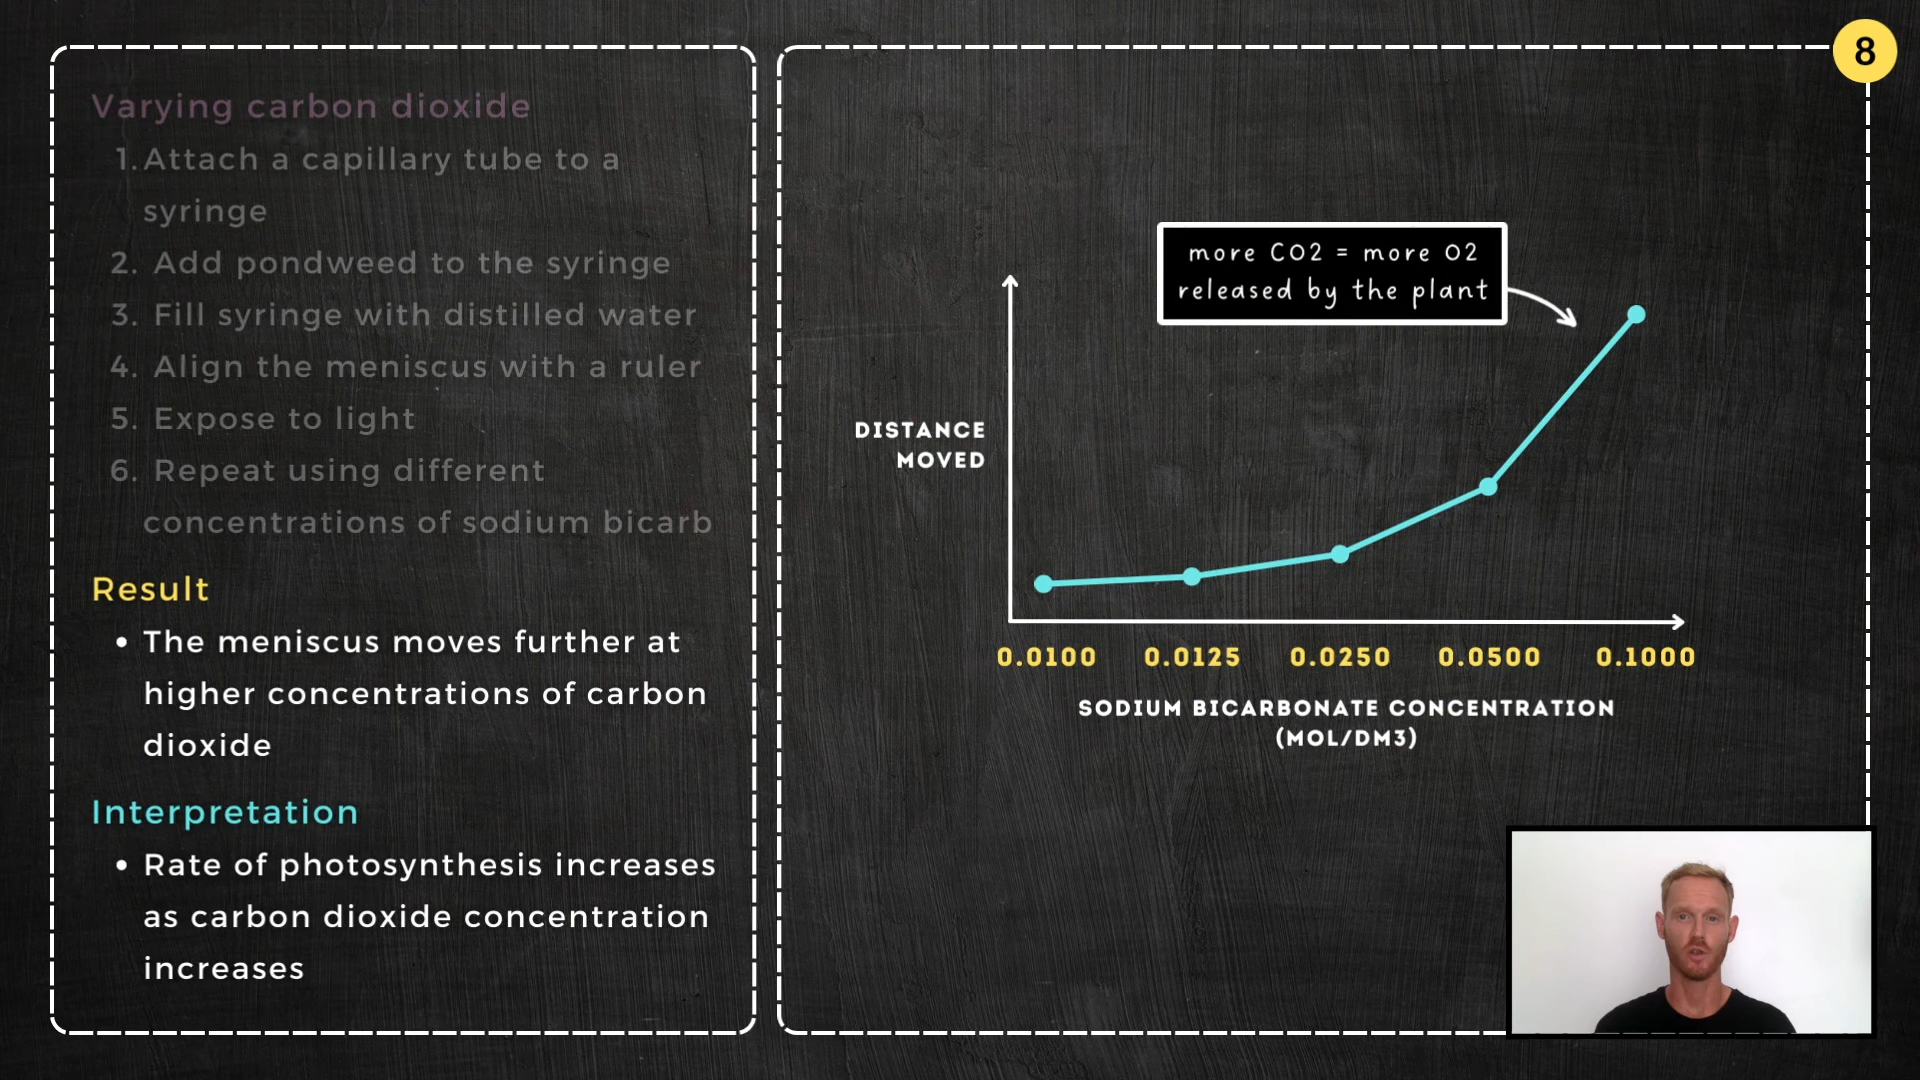 8
Varying carbon dioxide
1. Attach a capillary tube to a
syringe
2. Add pondweed to the syringe
3. Fill syringe with distilled water
4. Align the meniscus with a ruler
5. Expose to light
6. Repeat using different
concentrations of sodium bicarb
Result
• The meniscus moves further at
higher concentrations of carbon
dioxide
Interpretation
• Rate of photosynthesis increases
as carbon dioxide concentration
increases
more CO2 = more O2
released by the plant
DISTANCE
MOVED
0.0100 0.0125 0.0250 0.0500 0.1000
SODIUM BICARBONATE CONCENTRATION
(MOL/DM3)